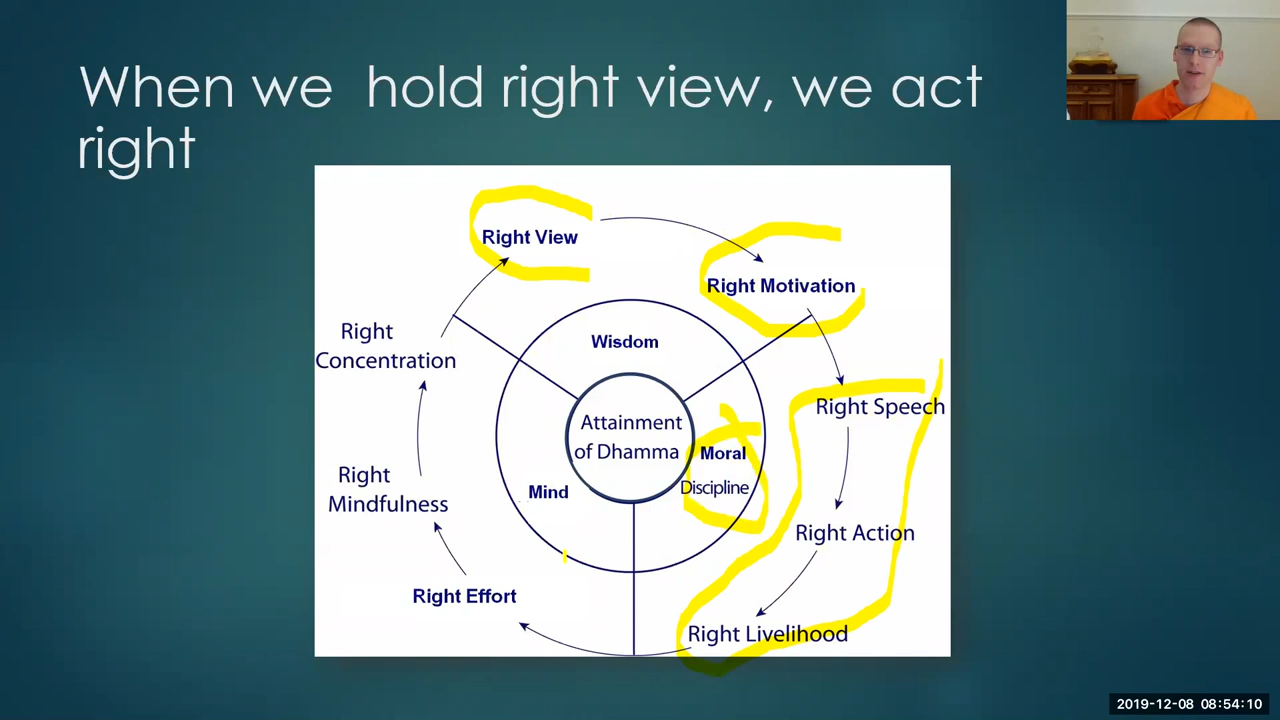 When we hold right view, we act
right
Right View
Right Motivation
Right
Concentration
Wisdom
Right Speech
Attainment
of Dhamma
Moral
Discipline
Mind
Right
Mindfulness
Right Action
Right Effort
Right Livelihood
2019-12-08 08:54:10